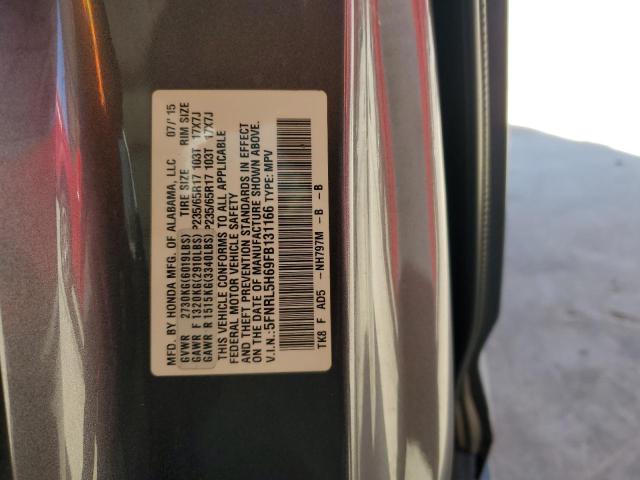 MFD. BY HONDA MFG. OF ALABAMA, LLC 07/'15
GVWR 2730KG(6019LBS) TIRE SIZE RIM SIZE
GAWR F 1320KG(2910LBS) P235/65R17 103T 17X7J
GAWR R 1515KG(3340LBS) P235/65R17 103T 17X7J
THIS VEHICLE CONFORMS TO ALL APPLICABLE
FEDERAL MOTOR VEHICLE SAFETY
AND THEFT PREVENTION STANDARDS IN EFFECT
ON THE DATE OF MANUFACTURE SHOWN ABOVE.
V.I.N.:5FNRL5H69FB131166 TYPE: MPV
TK8 F AD5 -NH797M -B -B